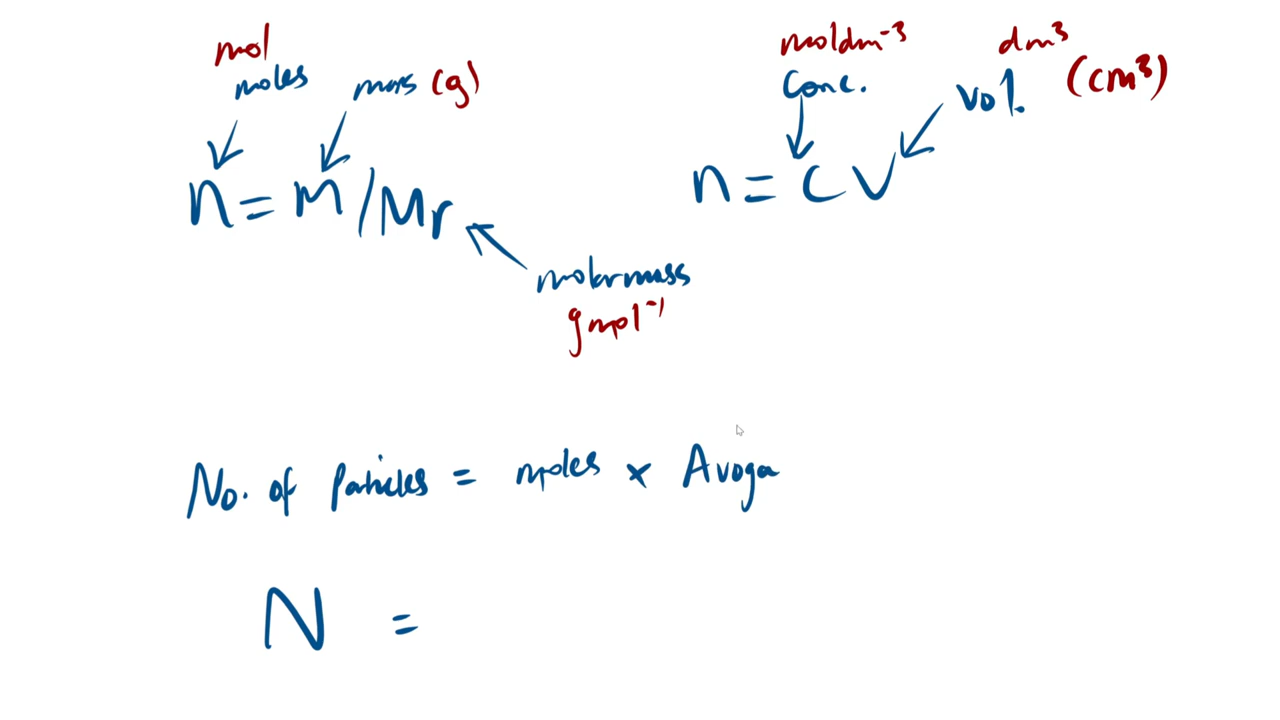 mol
moles mass (g)
n = m / Mr
molar mass
gmol⁻¹
moldm⁻³ dm³
Conc. vol. (cm³)
n = C V
No. of Particles = moles × Avoga
N =